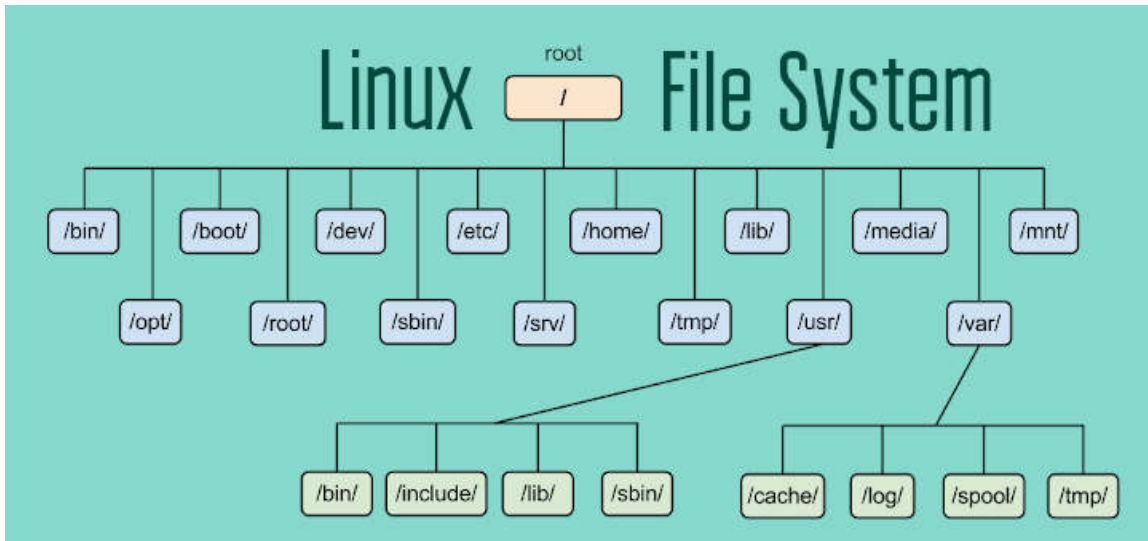 root
Linux / File System
/bin/ /boot/ /dev/ /etc/ /home/ /lib/ /media/ /mnt/
/opt/ /root/ /sbin/ /srv/ /tmp/ /usr/ /var/
/bin/ /include/ /lib/ /sbin/ /cache/ /log/ /spool/ /tmp/